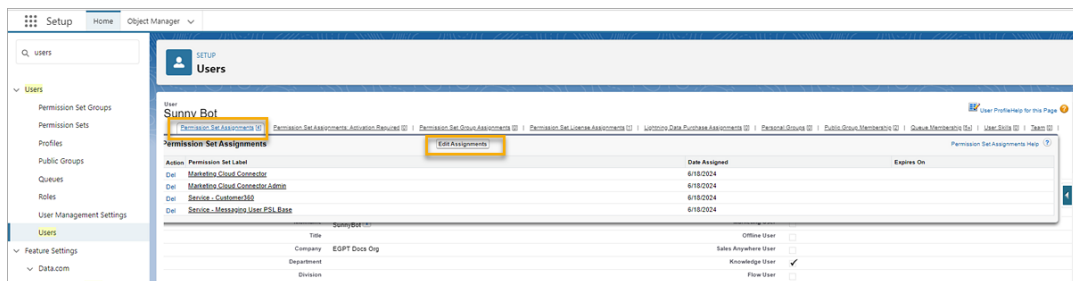 Setup Home Object Manager
users
SETUP
Users
Users
Permission Set Groups
Permission Sets
Profiles
Public Groups
Queues
Roles
User Management Settings
Users
Feature Settings
Data.com
User
Sunny Bot
User Profile Help for this Page
Permission Set Assignments [4] | Permission Set Assignments: Activation Required [0] | Permission Set Group Assignments [0] | Permission Set License Assignments [1] | Lightning Data Purchase Assignments [0] | Personal Groups [0] | Public Group Membership [0] | Queue Membership [5+] | User Skills [0] | Team [0] |
Permission Set Assignments Edit Assignments Permission Set Assignments Help ?
Action Permission Set Label Date Assigned Expires On
Del Marketing Cloud Connector 6/18/2024
Del Marketing Cloud Connector Admin 6/18/2024
Del Service - Customer360 6/18/2024
Del Service - Messaging User PSL Base 6/18/2024
SunnyBot
Title Offline User
Company EGPT Docs Org Sales Anywhere User
Department Knowledge User ✓
Division Flow User